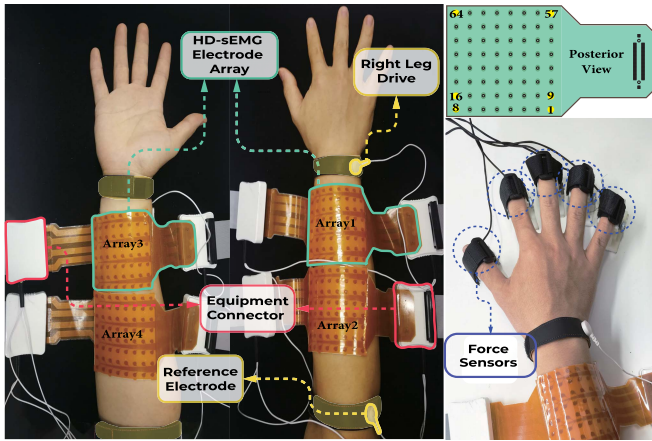 HD-sEMG
Electrode
Array
Right Leg
Drive
64
57
Posterior
View
16
9
8
1
Array3
Array1
Array4
Array2
Equipment
Connector
Reference
Electrode
Force
Sensors